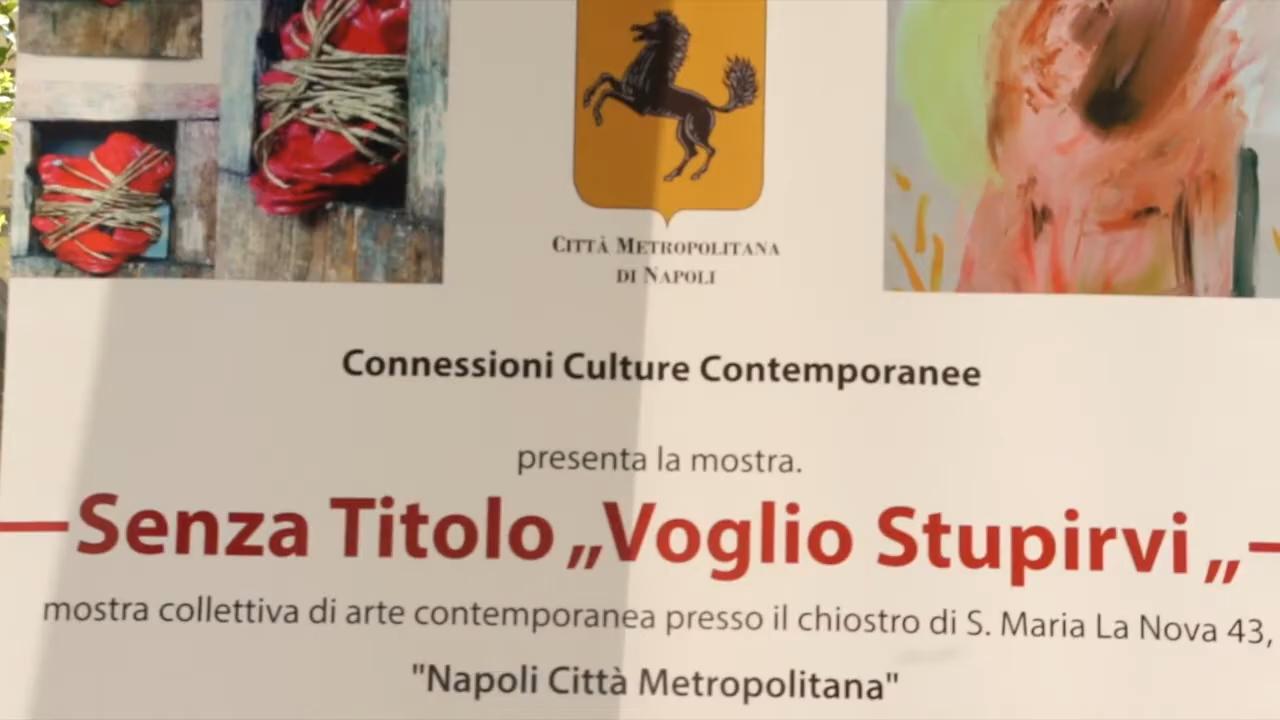 CITTÀ METROPOLITANA
DI NAPOLI
Connessioni Culture Contemporanee
presenta la mostra.
Senza Titolo „Voglio Stupirvi „
mostra collettiva di arte contemporanea presso il chiostro di S. Maria La Nova 43,
"Napoli Città Metropolitana"